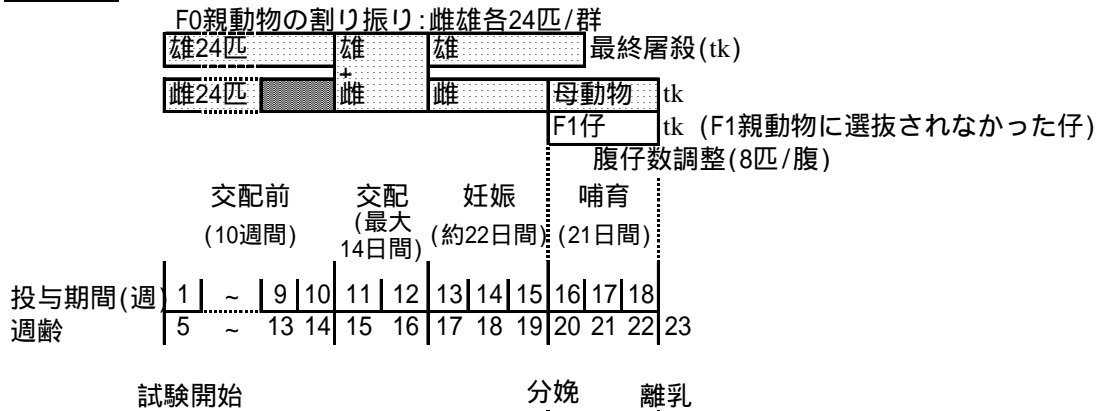 F0親動物の割り振り:雌雄各24匹/群
雄24匹 雄 雄 最終屠殺(tk)
+
雌24匹 雌 雌 母動物 tk
F1仔 tk (F1親動物に選抜されなかった仔)
腹仔数調整(8匹/腹)
交配前 交配 妊娠 哺育
(10週間) (最大14日間) (約22日間) (21日間)
投与期間(週) 1 ~ 9 10 11 12 13 14 15 16 17 18
週齢 5 ~ 13 14 15 16 17 18 19 20 21 22 23
試験開始 分娩 離乳